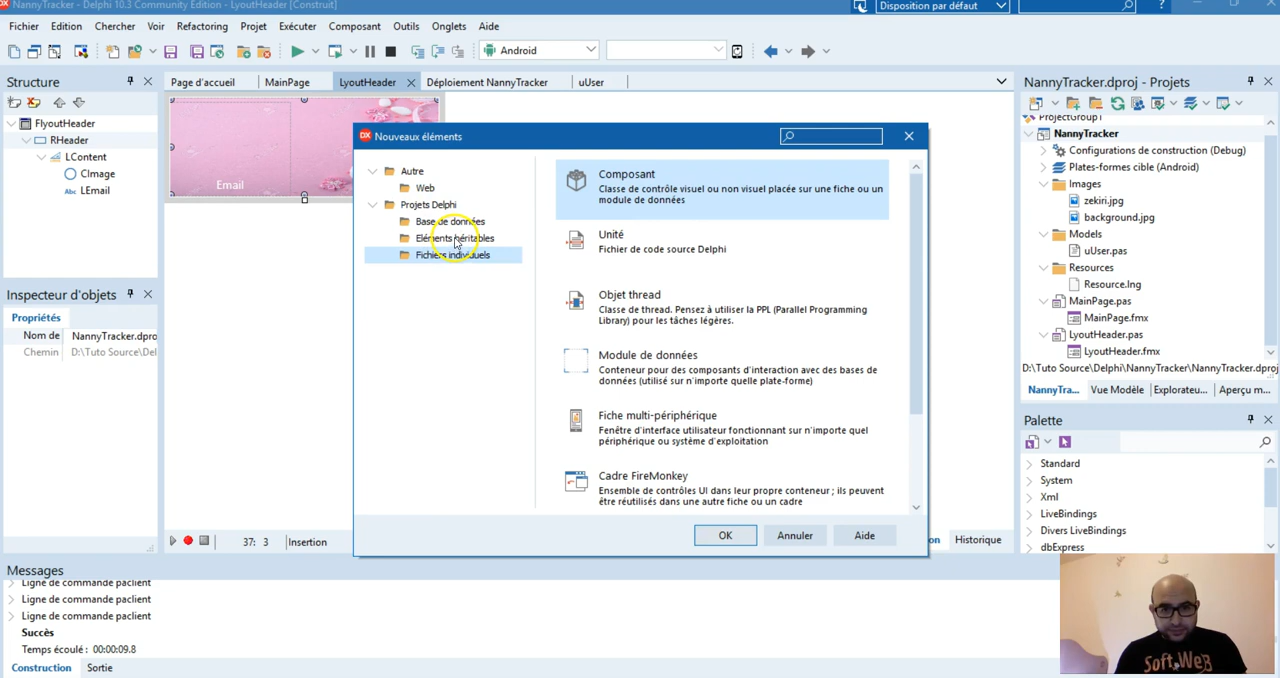 NannyTracker - Delphi 10.3 Community Edition - LyoutHeader [Construit]
Disposition par défaut
?
Fichier Edition Chercher Voir Refactoring Projet Exécuter Composant Outils Onglets Aide
Android
Structure
FlyoutHeader
RHeader
LContent
CImage
Abc LEmail
Page d'accueil MainPage LyoutHeader Déploiement NannyTracker uUser
Email
Inspecteur d'objets
Propriétés
Nom de NannyTracker.dpro
Chemin D:\Tuto Source\Del
DX Nouveaux éléments
Autre
Web
Projets Delphi
Base de données
Eléments héritables
Fichiers individuels
Composant
Classe de contrôle visuel ou non visuel placée sur une fiche ou un
module de données
Unité
Fichier de code source Delphi
Objet thread
Classe de thread. Pensez à utiliser la PPL (Parallel Programming
Library) pour les tâches légères.
Module de données
Conteneur pour des composants d'interaction avec des bases de
données (utilisé sur n'importe quelle plate-forme)
Fiche multi-périphérique
Fenêtre d'interface utilisateur fonctionnant sur n'importe quel
périphérique ou système d'exploitation
Cadre FireMonkey
Ensemble de contrôles UI dans leur propre conteneur ; ils peuvent
être réutilisés dans une autre fiche ou un cadre
OK Annuler Aide
37: 3 Insertion
Historique
NannyTracker.dproj - Projets
ProjectGroup1
NannyTracker
Configurations de construction (Debug)
Plates-formes cible (Android)
Images
zekiri.jpg
background.jpg
Models
uUser.pas
Resources
Resource.lng
MainPage.pas
MainPage.fmx
LyoutHeader.pas
LyoutHeader.fmx
D:\Tuto Source\Delphi\NannyTracker\NannyTracker.dproj
NannyTra... Vue Modèle Explorateu... Aperçu m...
Palette
Standard
System
Xml
LiveBindings
Divers LiveBindings
dbExpress
Messages
Ligne de commande paclient
Ligne de commande paclient
Ligne de commande paclient
Succès
Temps écoulé : 00:00:09.8
Construction Sortie
Soft.WeB